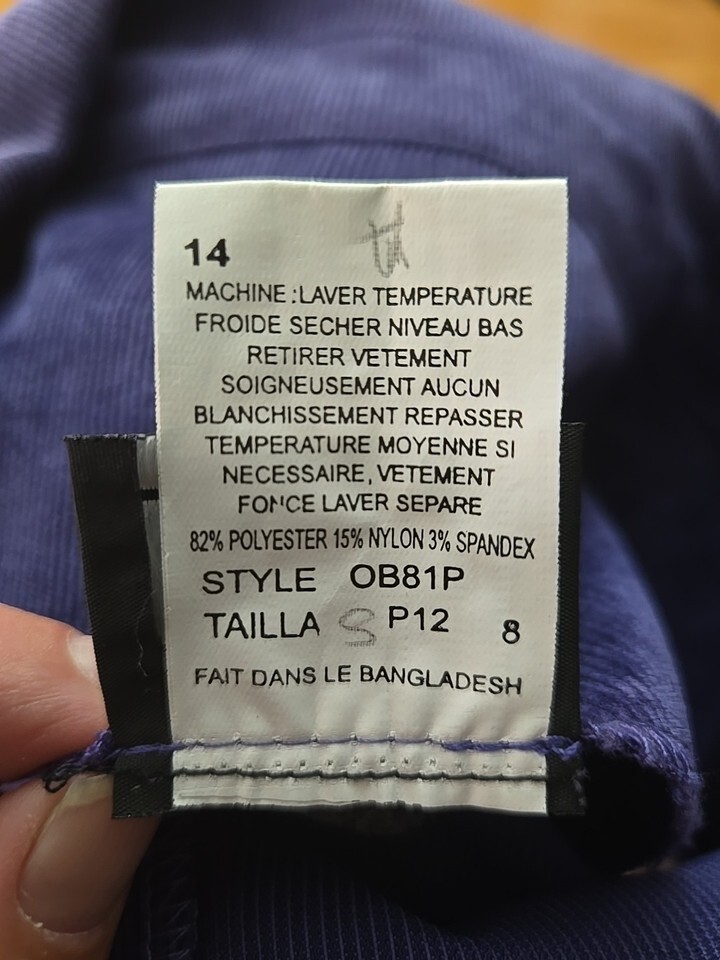 14
MACHINE :LAVER TEMPERATURE
FROIDE SECHER NIVEAU BAS
RETIRER VETEMENT
SOIGNEUSEMENT AUCUN
BLANCHISSEMENT REPASSER
TEMPERATURE MOYENNE SI
NECESSAIRE, VETEMENT
FONCE LAVER SEPARE
82% POLYESTER 15% NYLON 3% SPANDEX
STYLE OB81P
TAILLA S P12 8
FAIT DANS LE BANGLADESH